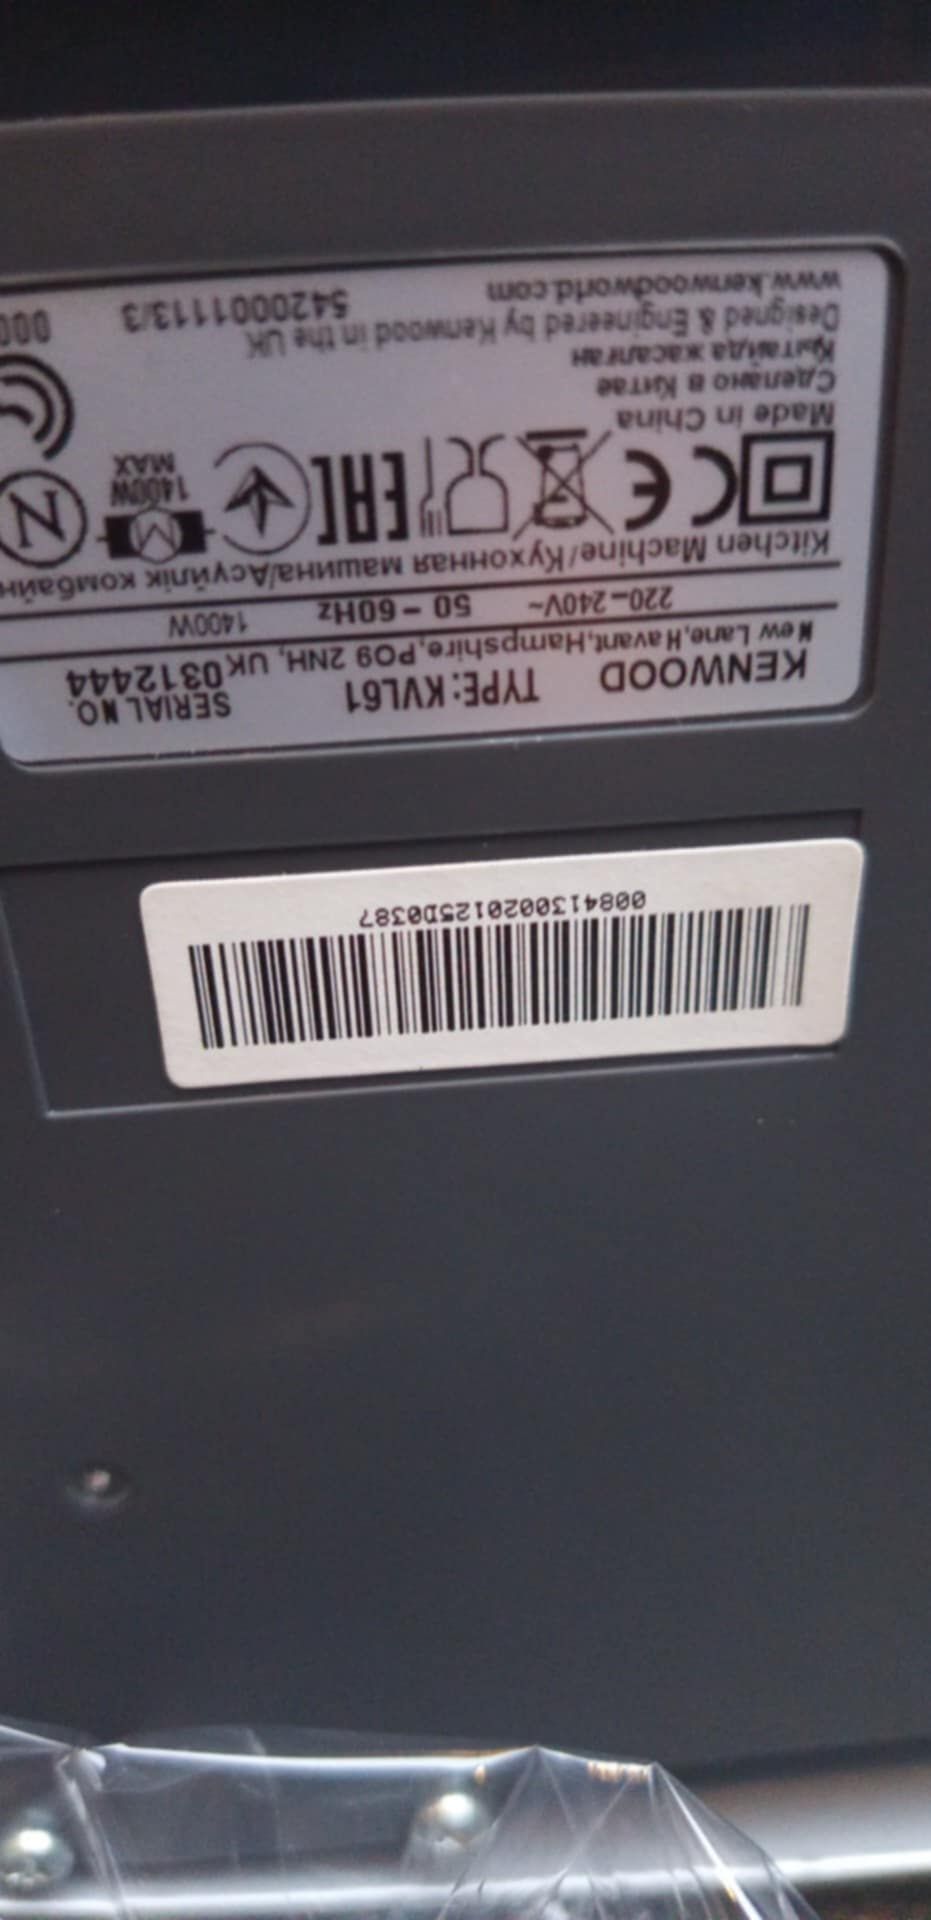 KENWOOD TYPE: KVL61 SERIAL NO.
New Lane, Havant, Hampshire, PO9 2NH, UK 0312444
220–240V~ 50 – 60Hz 1400W
Kitchen Machine/Кухонная машина/Асүйлік комбайн
CE EAC 1400W
MAX
N
Made in China
Сделано в Китае
Қытайда жасалған
Designed & Engineered by Kenwood in the UK
www.kenwoodworld.com 5420001113/3
0084130020125D0387